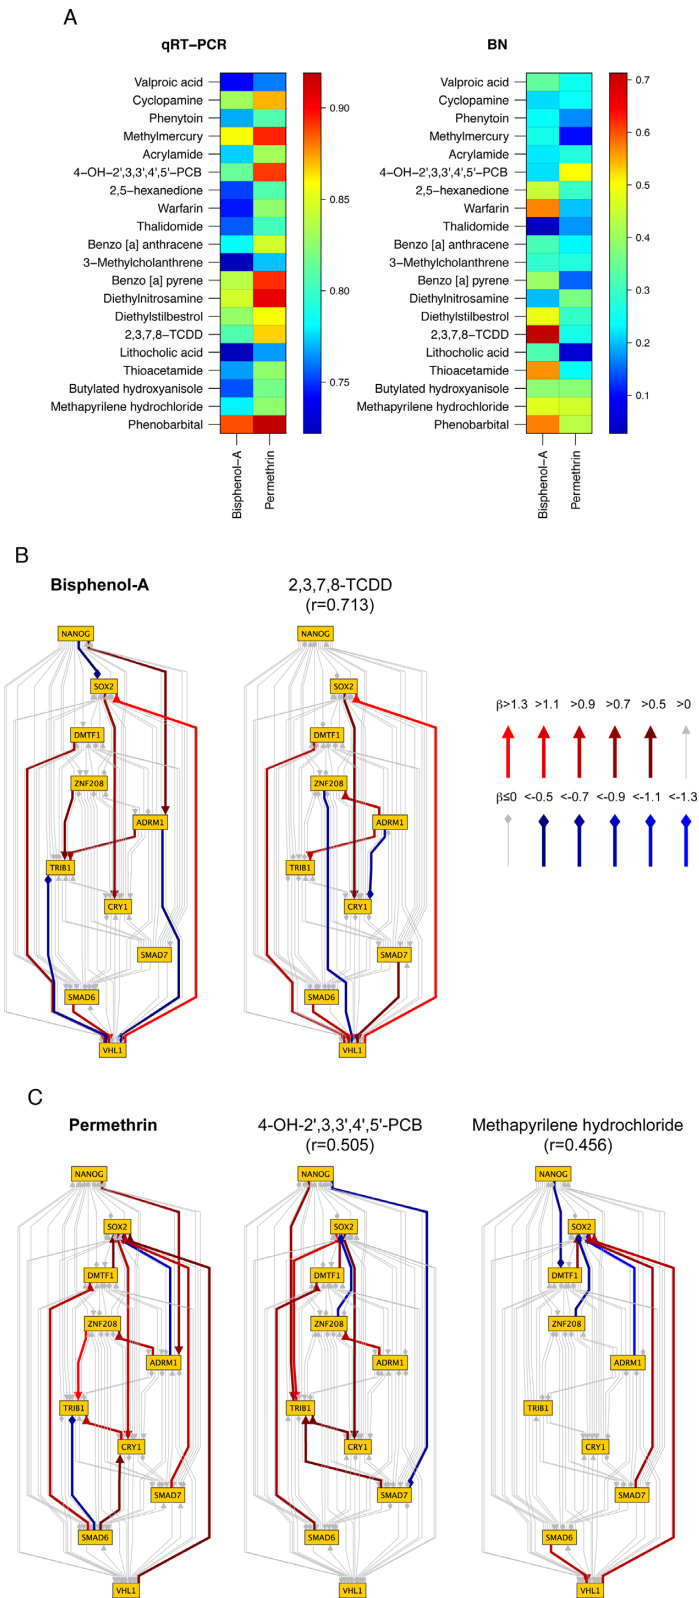 A
qRT−PCR
BN
Valproic acid
Cyclopamine
Phenytoin
Methylmercury
Acrylamide
4−OH−2',3,3',4',5'−PCB
2,5−hexanedione
Warfarin
Thalidomide
Benzo [a] anthracene
3−Methylcholanthrene
Benzo [a] pyrene
Diethylnitrosamine
Diethylstilbestrol
2,3,7,8−TCDD
Lithocholic acid
Thioacetamide
Butylated hydroxyanisole
Methapyrilene hydrochloride
Phenobarbital
Bisphenol−A
Permethrin
0.90
0.85
0.80
0.75
Valproic acid
Cyclopamine
Phenytoin
Methylmercury
Acrylamide
4−OH−2',3,3',4',5'−PCB
2,5−hexanedione
Warfarin
Thalidomide
Benzo [a] anthracene
3−Methylcholanthrene
Benzo [a] pyrene
Diethylnitrosamine
Diethylstilbestrol
2,3,7,8−TCDD
Lithocholic acid
Thioacetamide
Butylated hydroxyanisole
Methapyrilene hydrochloride
Phenobarbital
Bisphenol−A
Permethrin
0.7
0.6
0.5
0.4
0.3
0.2
0.1
B
Bisphenol-A
NANOG
SOX2
DMTF1
ZNF208
ADRM1
TRIB1
CRY1
SMAD7
SMAD6
VHL1
2,3,7,8-TCDD
(r=0.713)
NANOG
SOX2
DMTF1
ZNF208
ADRM1
TRIB1
CRY1
SMAD7
SMAD6
VHL1
β>1.3 >1.1 >0.9 >0.7 >0.5 >0
β≤0 <-0.5 <-0.7 <-0.9 <-1.1 <-1.3
C
Permethrin
NANOG
SOX2
DMTF1
ZNF208
ADRM1
TRIB1
CRY1
SMAD7
SMAD6
VHL1
4-OH-2',3,3',4',5'-PCB
(r=0.505)
NANOG
SOX2
DMTF1
ZNF208
ADRM1
TRIB1
CRY1
SMAD7
SMAD6
VHL1
Methapyrilene hydrochloride
(r=0.456)
NANOG
SOX2
DMTF1
ZNF208
ADRM1
TRIB1
CRY1
SMAD7
SMAD6
VHL1